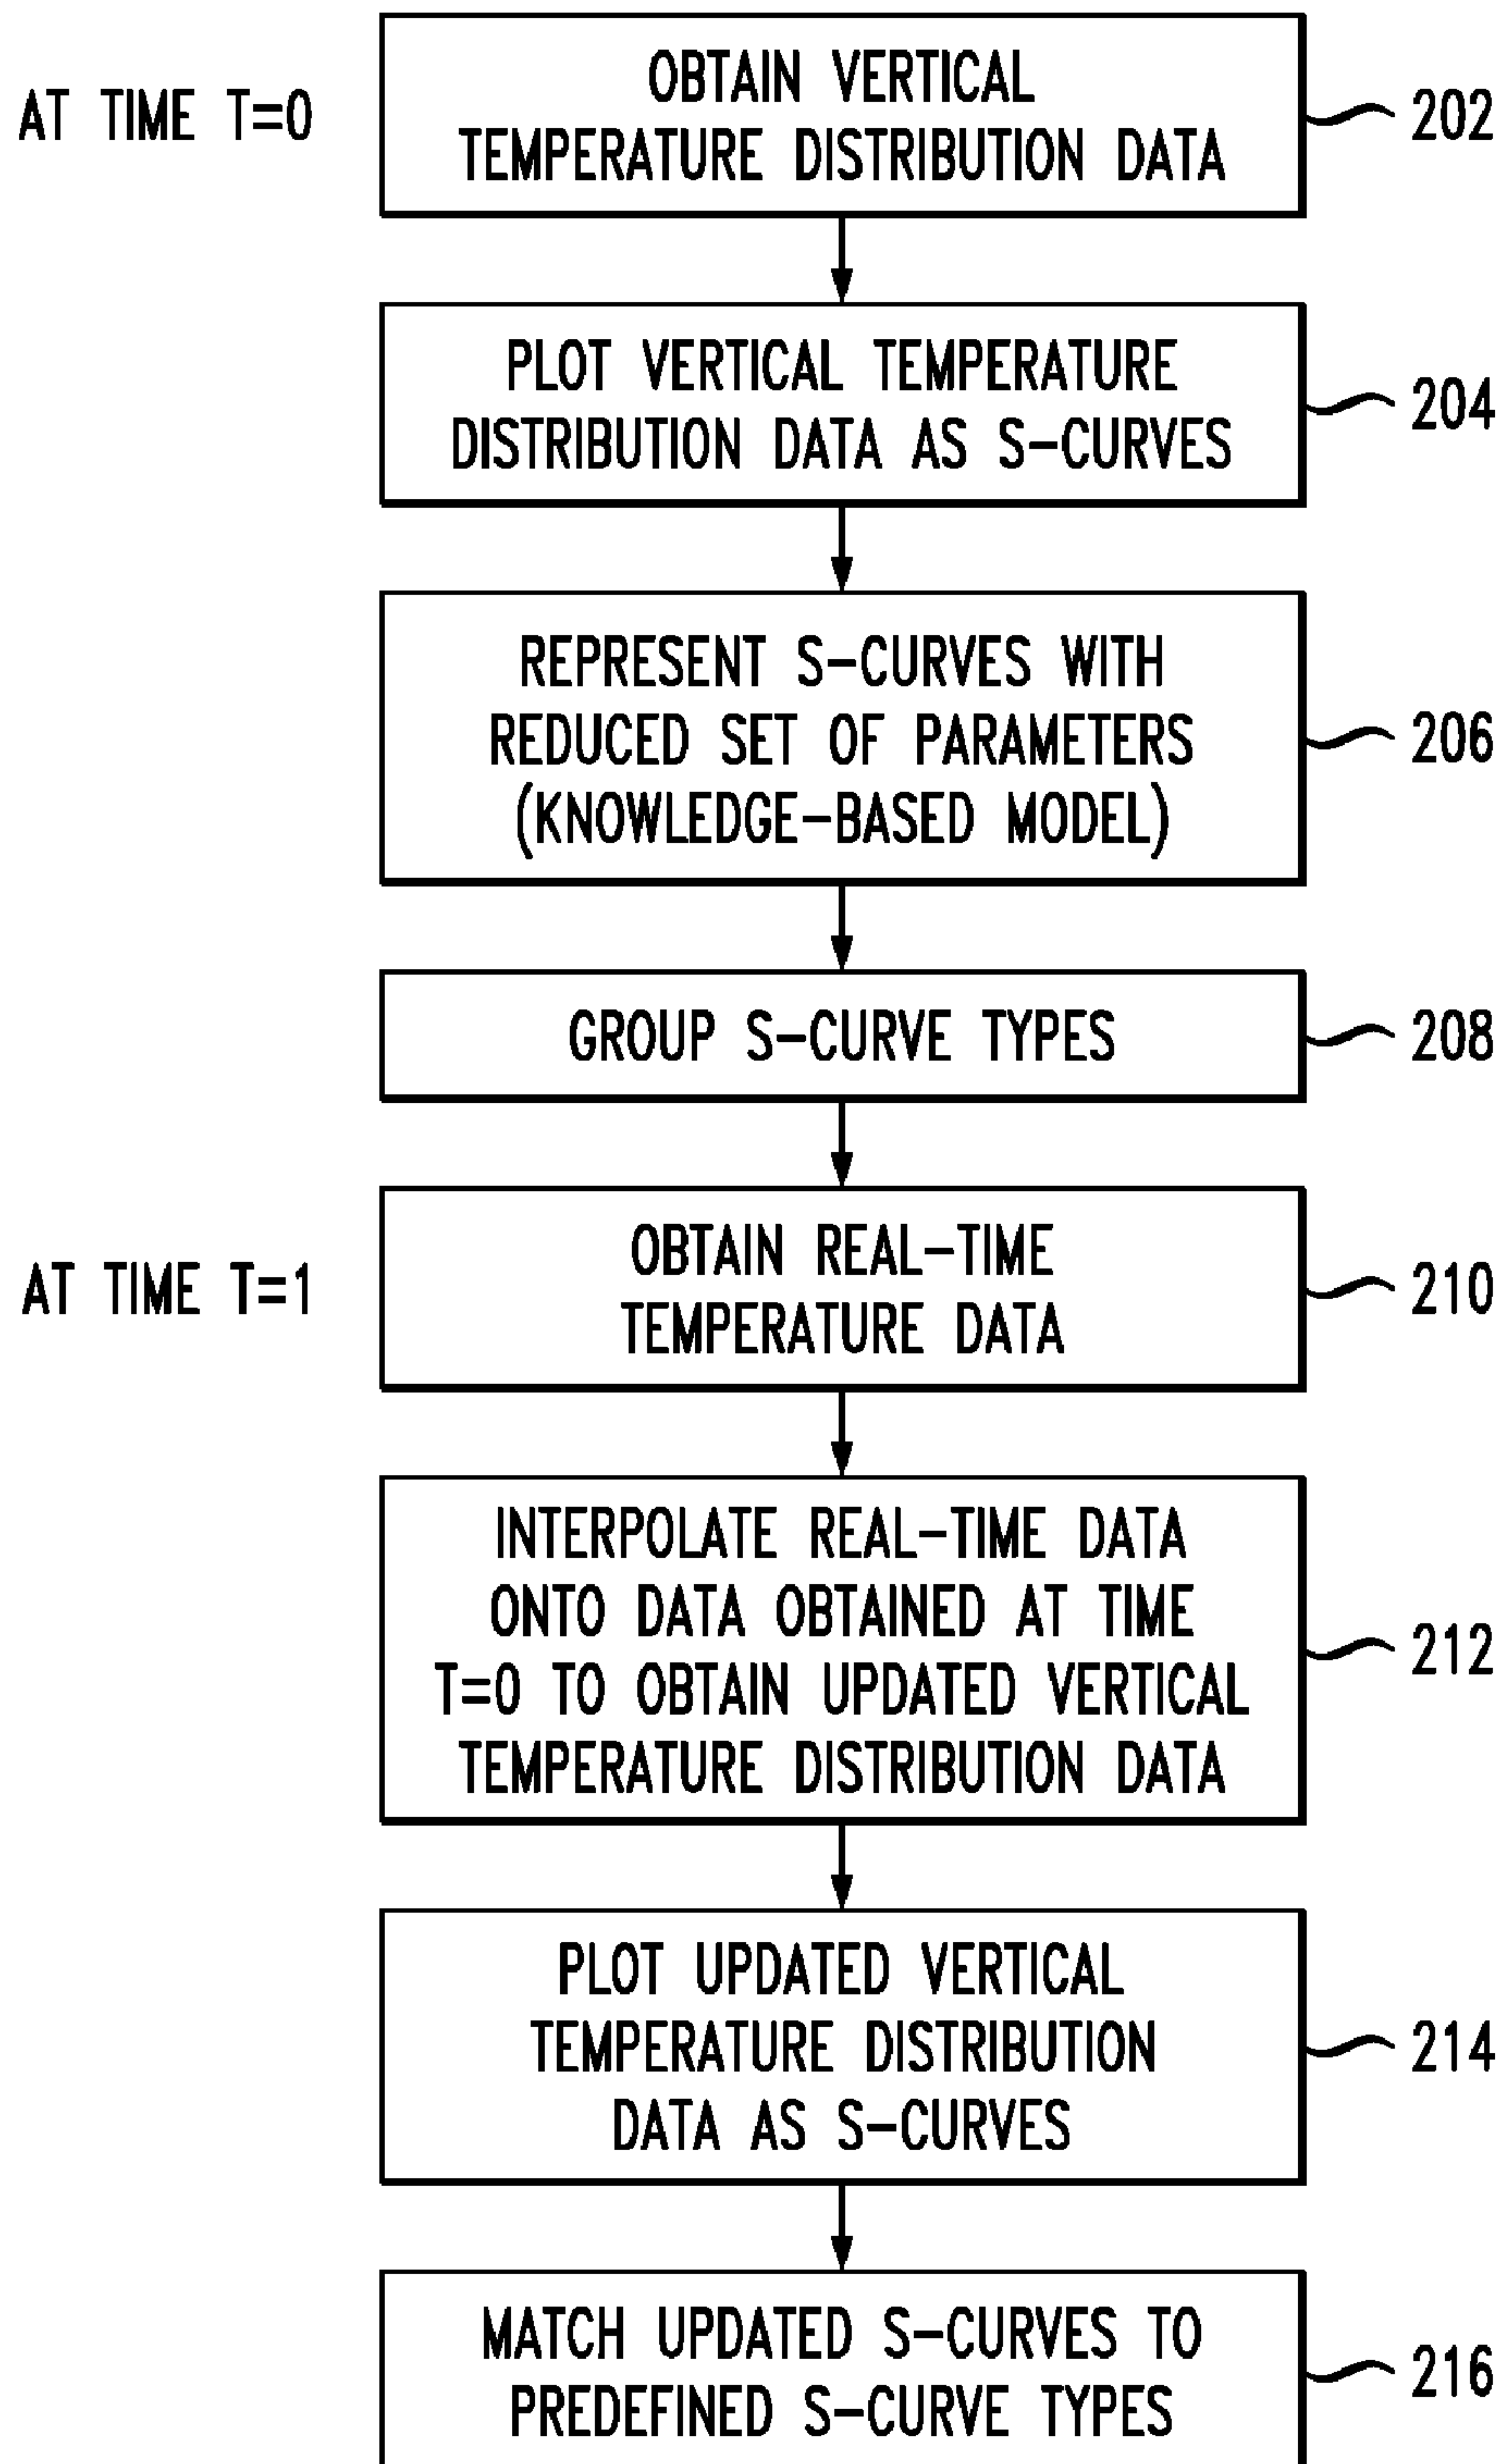 AT TIME T=0
OBTAIN VERTICAL
TEMPERATURE DISTRIBUTION DATA
202
PLOT VERTICAL TEMPERATURE
DISTRIBUTION DATA AS S-CURVES
204
REPRESENT S-CURVES WITH
REDUCED SET OF PARAMETERS
(KNOWLEDGE-BASED MODEL)
206
GROUP S-CURVE TYPES
208
AT TIME T=1
OBTAIN REAL-TIME
TEMPERATURE DATA
210
INTERPOLATE REAL-TIME DATA
ONTO DATA OBTAINED AT TIME
T=0 TO OBTAIN UPDATED VERTICAL
TEMPERATURE DISTRIBUTION DATA
212
PLOT UPDATED VERTICAL
TEMPERATURE DISTRIBUTION
DATA AS S-CURVES
214
MATCH UPDATED S-CURVES TO
PREDEFINED S-CURVE TYPES
216